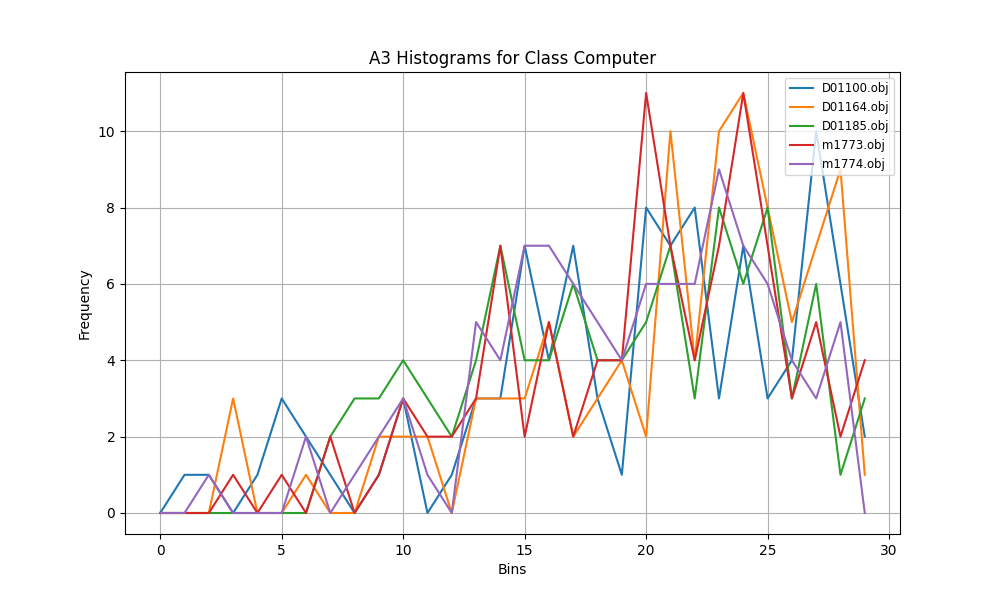 A3 Histograms for Class Computer
D01100.obj
D01164.obj
D01185.obj
m1773.obj
m1774.obj
Frequency
10
8
6
4
2
0
0 5 10 15 20 25 30
Bins